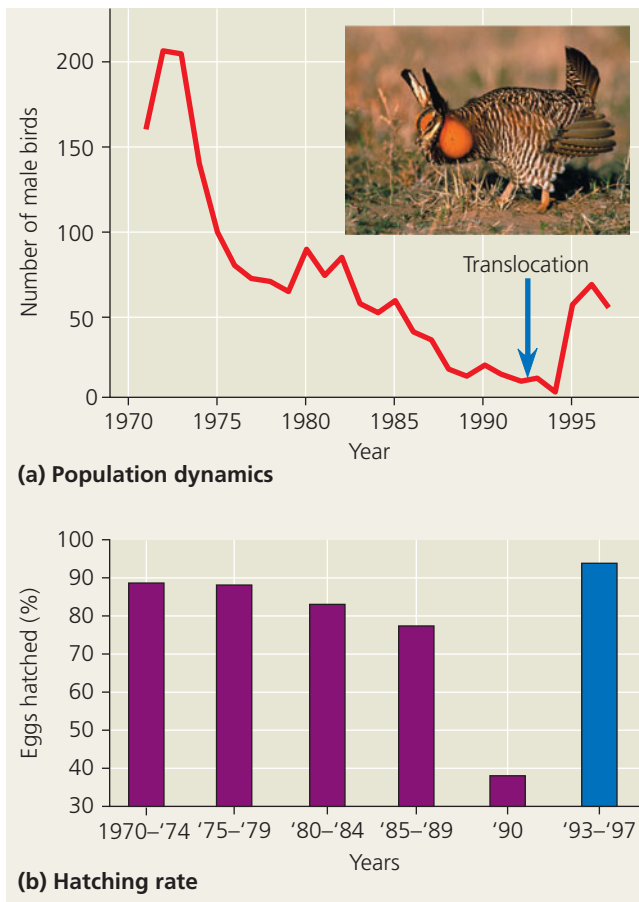 Number of male birds
200
150
100
50
0
Translocation
1970 1975 1980 1985 1990 1995
Year
(a) Population dynamics
Eggs hatched (%)
100
90
80
70
60
50
40
30
1970–‘74 ‘75–‘79 ‘80–‘84 ‘85–‘89 ‘90 ‘93–‘97
Years
(b) Hatching rate